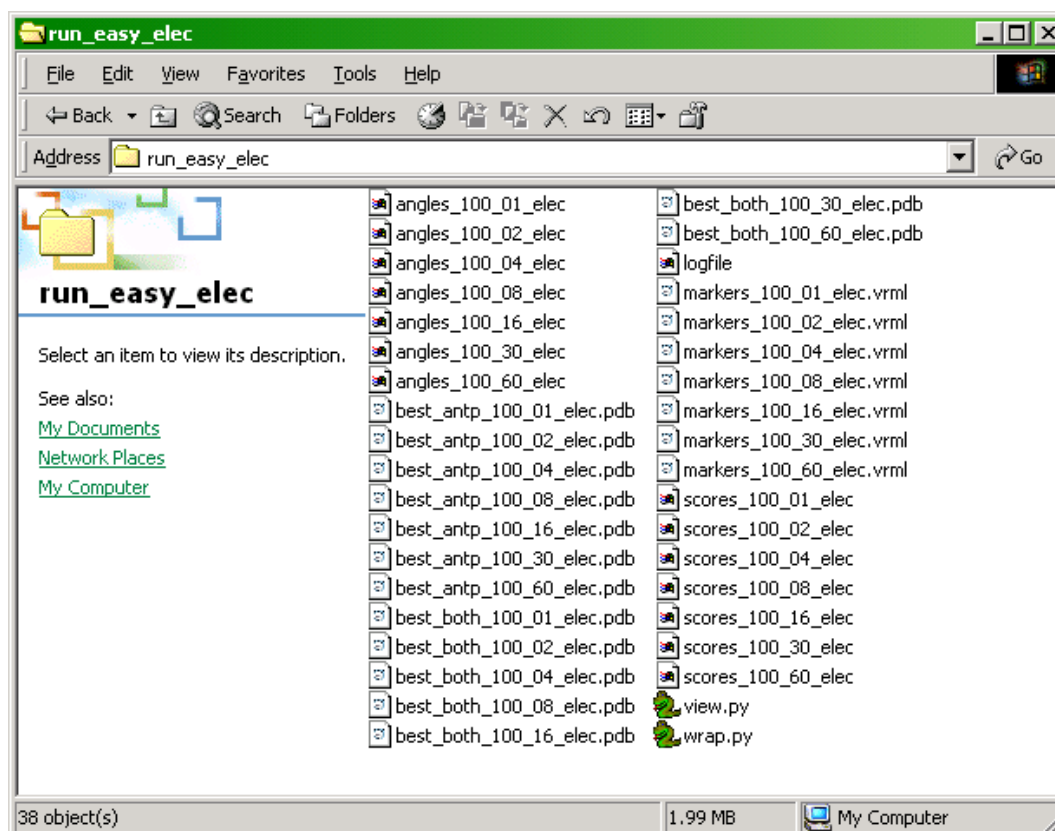 run_easy_elec
File Edit View Favorites Tools Help
Back Search Folders
Address run_easy_elec Go
run_easy_elec
Select an item to view its description.
See also:
My Documents
Network Places
My Computer
angles_100_01_elec
angles_100_02_elec
angles_100_04_elec
angles_100_08_elec
angles_100_16_elec
angles_100_30_elec
angles_100_60_elec
best_antp_100_01_elec.pdb
best_antp_100_02_elec.pdb
best_antp_100_04_elec.pdb
best_antp_100_08_elec.pdb
best_antp_100_16_elec.pdb
best_antp_100_30_elec.pdb
best_antp_100_60_elec.pdb
best_both_100_01_elec.pdb
best_both_100_02_elec.pdb
best_both_100_04_elec.pdb
best_both_100_08_elec.pdb
best_both_100_16_elec.pdb
best_both_100_30_elec.pdb
best_both_100_60_elec.pdb
logfile
markers_100_01_elec.vrml
markers_100_02_elec.vrml
markers_100_04_elec.vrml
markers_100_08_elec.vrml
markers_100_16_elec.vrml
markers_100_30_elec.vrml
markers_100_60_elec.vrml
scores_100_01_elec
scores_100_02_elec
scores_100_04_elec
scores_100_08_elec
scores_100_16_elec
scores_100_30_elec
scores_100_60_elec
view.py
wrap.py
38 object(s) 1.99 MB My Computer